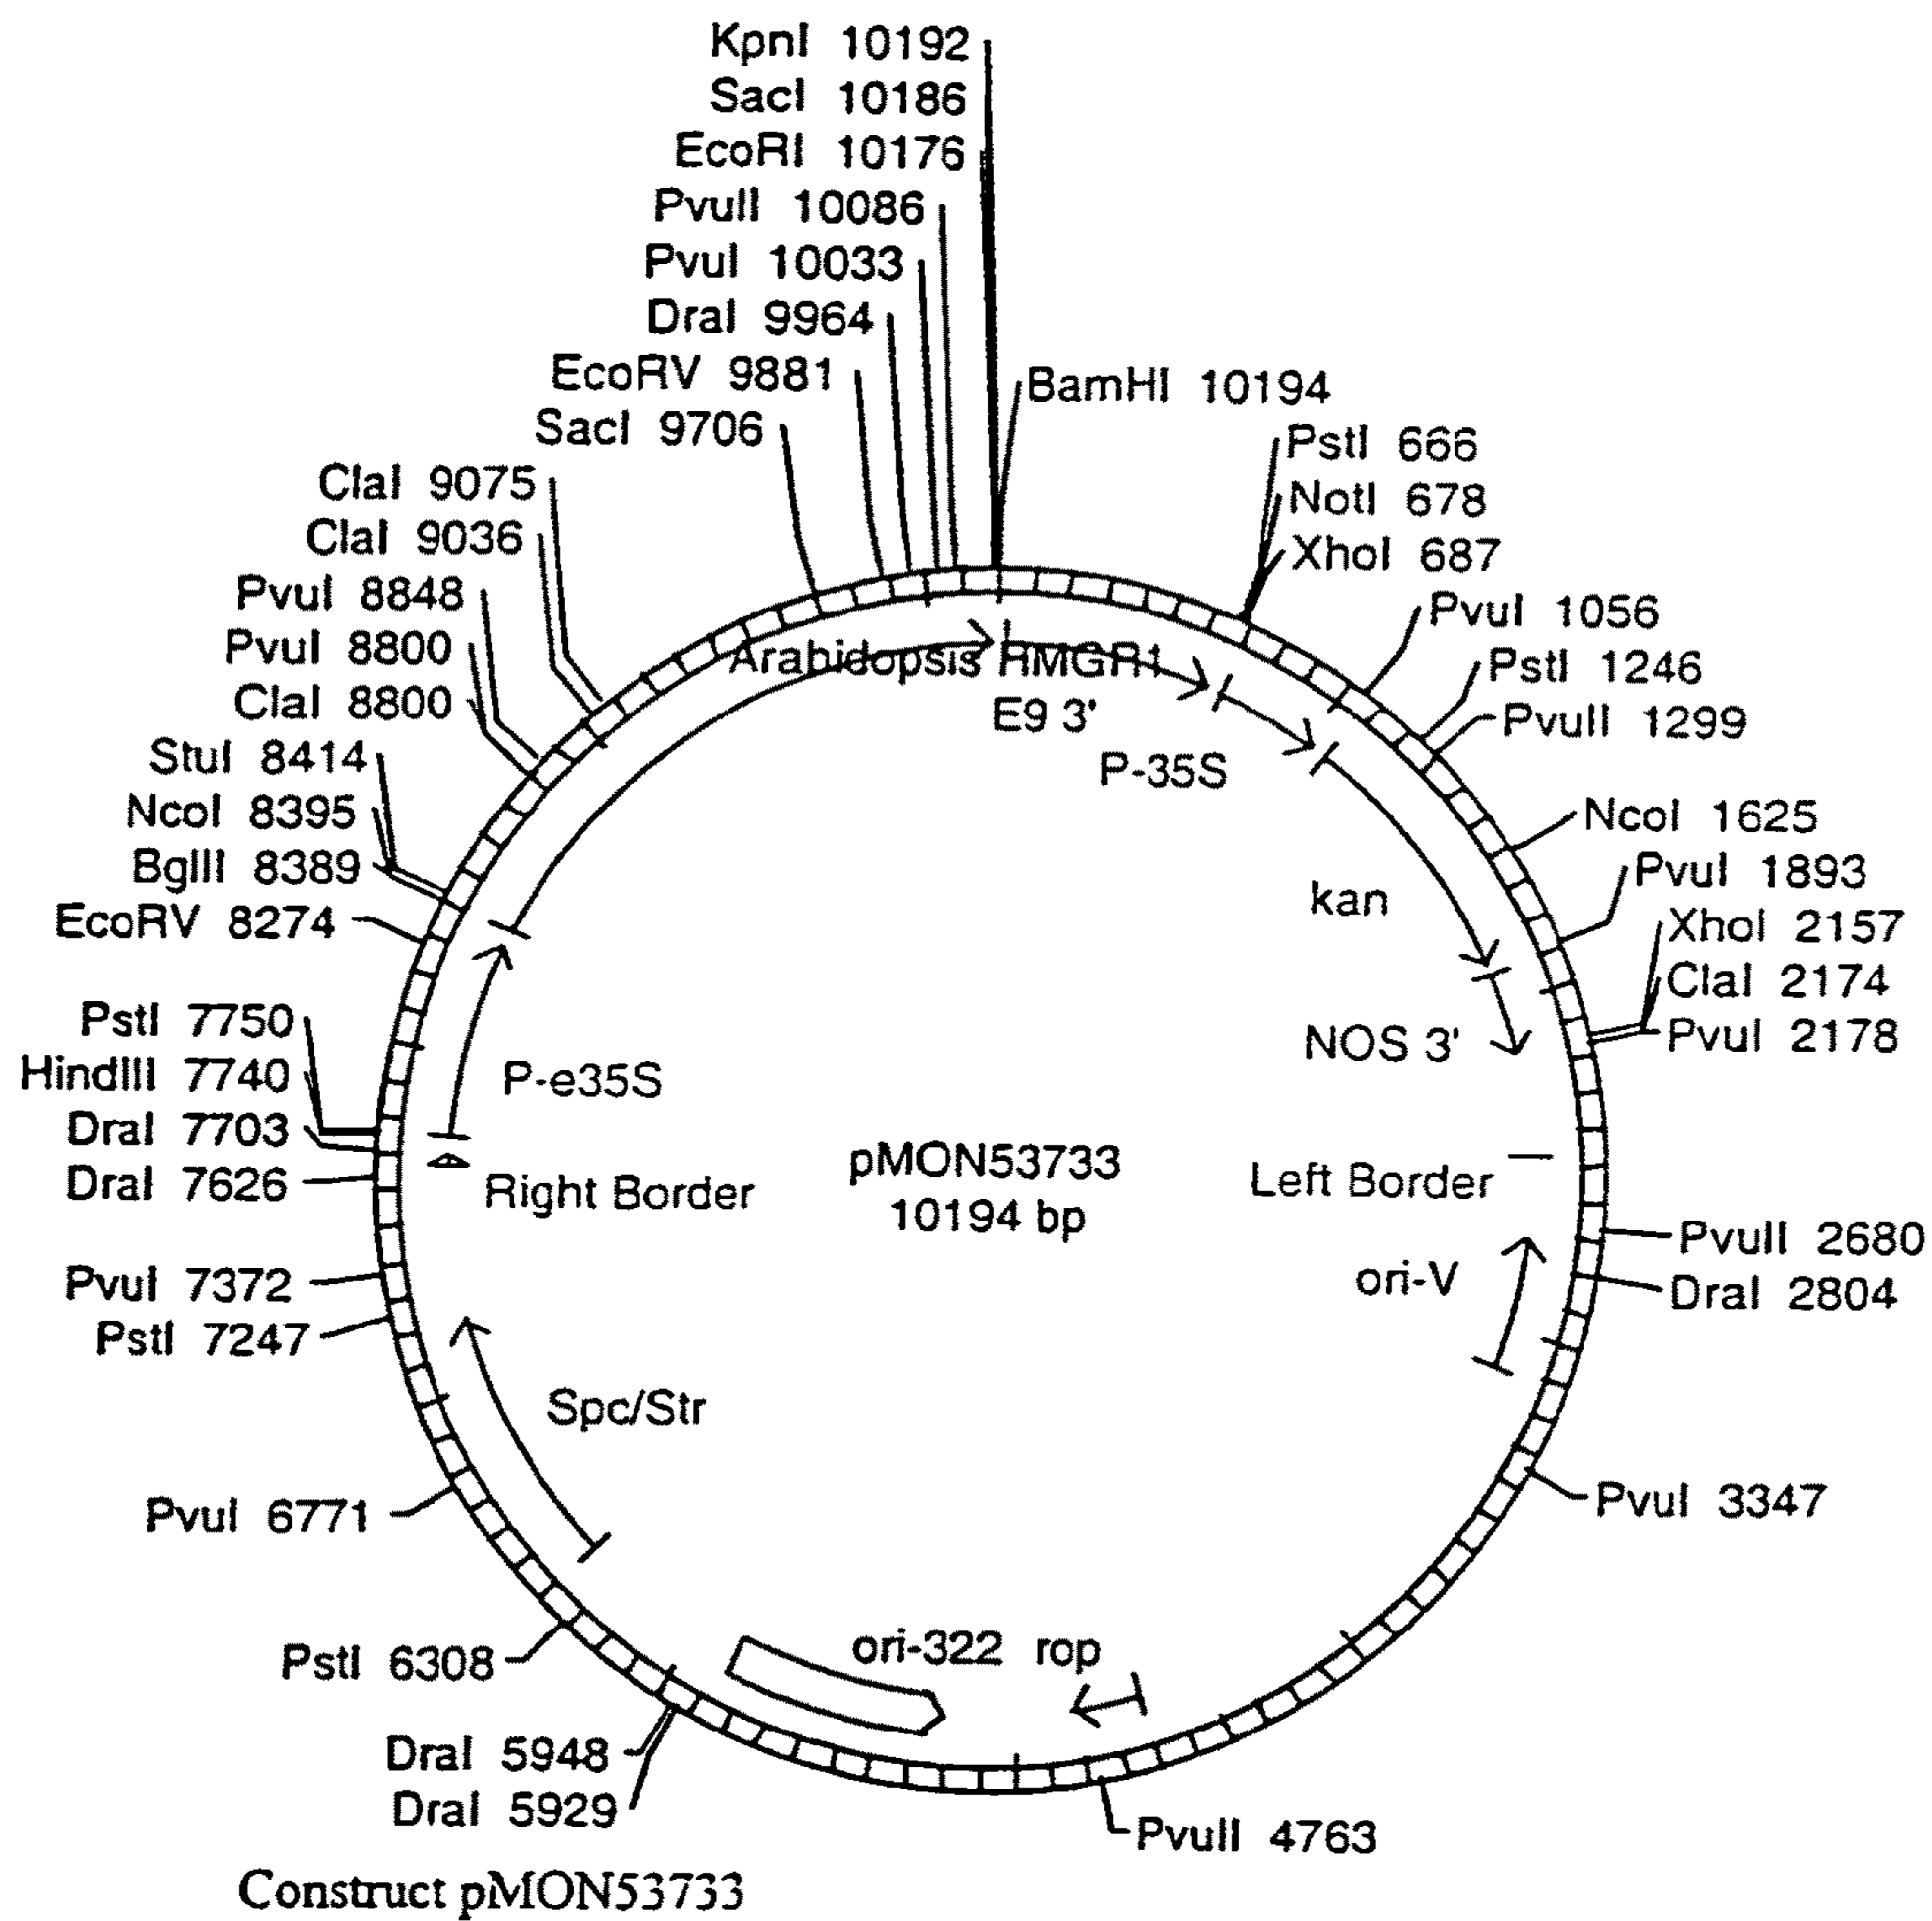 KpnI 10192
SacI 10186
EcoRI 10176
PvuII 10086
PvuI 10033
DraI 9964
EcoRV 9881
SacI 9706
ClaI 9075
ClaI 9036
PvuI 8848
PvuI 8800
ClaI 8800
StuI 8414
NcoI 8395
BglII 8389
EcoRV 8274
PstI 7750
HindIII 7740
DraI 7703
DraI 7626
PvuI 7372
PstI 7247
PvuI 6771
PstI 6308
DraI 5948
DraI 5929
BamHI 10194
PstI 666
NotI 678
XhoI 687
PvuI 1056
PstI 1246
PvuII 1299
NcoI 1625
PvuI 1893
XhoI 2157
ClaI 2174
PvuI 2178
PvuII 2680
DraI 2804
PvuI 3347
PvuII 4763
Arabidopsis HMGR1
E9 3'
P-35S
kan
NOS 3'
Left Border
ori-V
rop
ori-322
Spc/Str
Right Border
P-e35S
pMON53733
10194 bp
Construct pMON53733